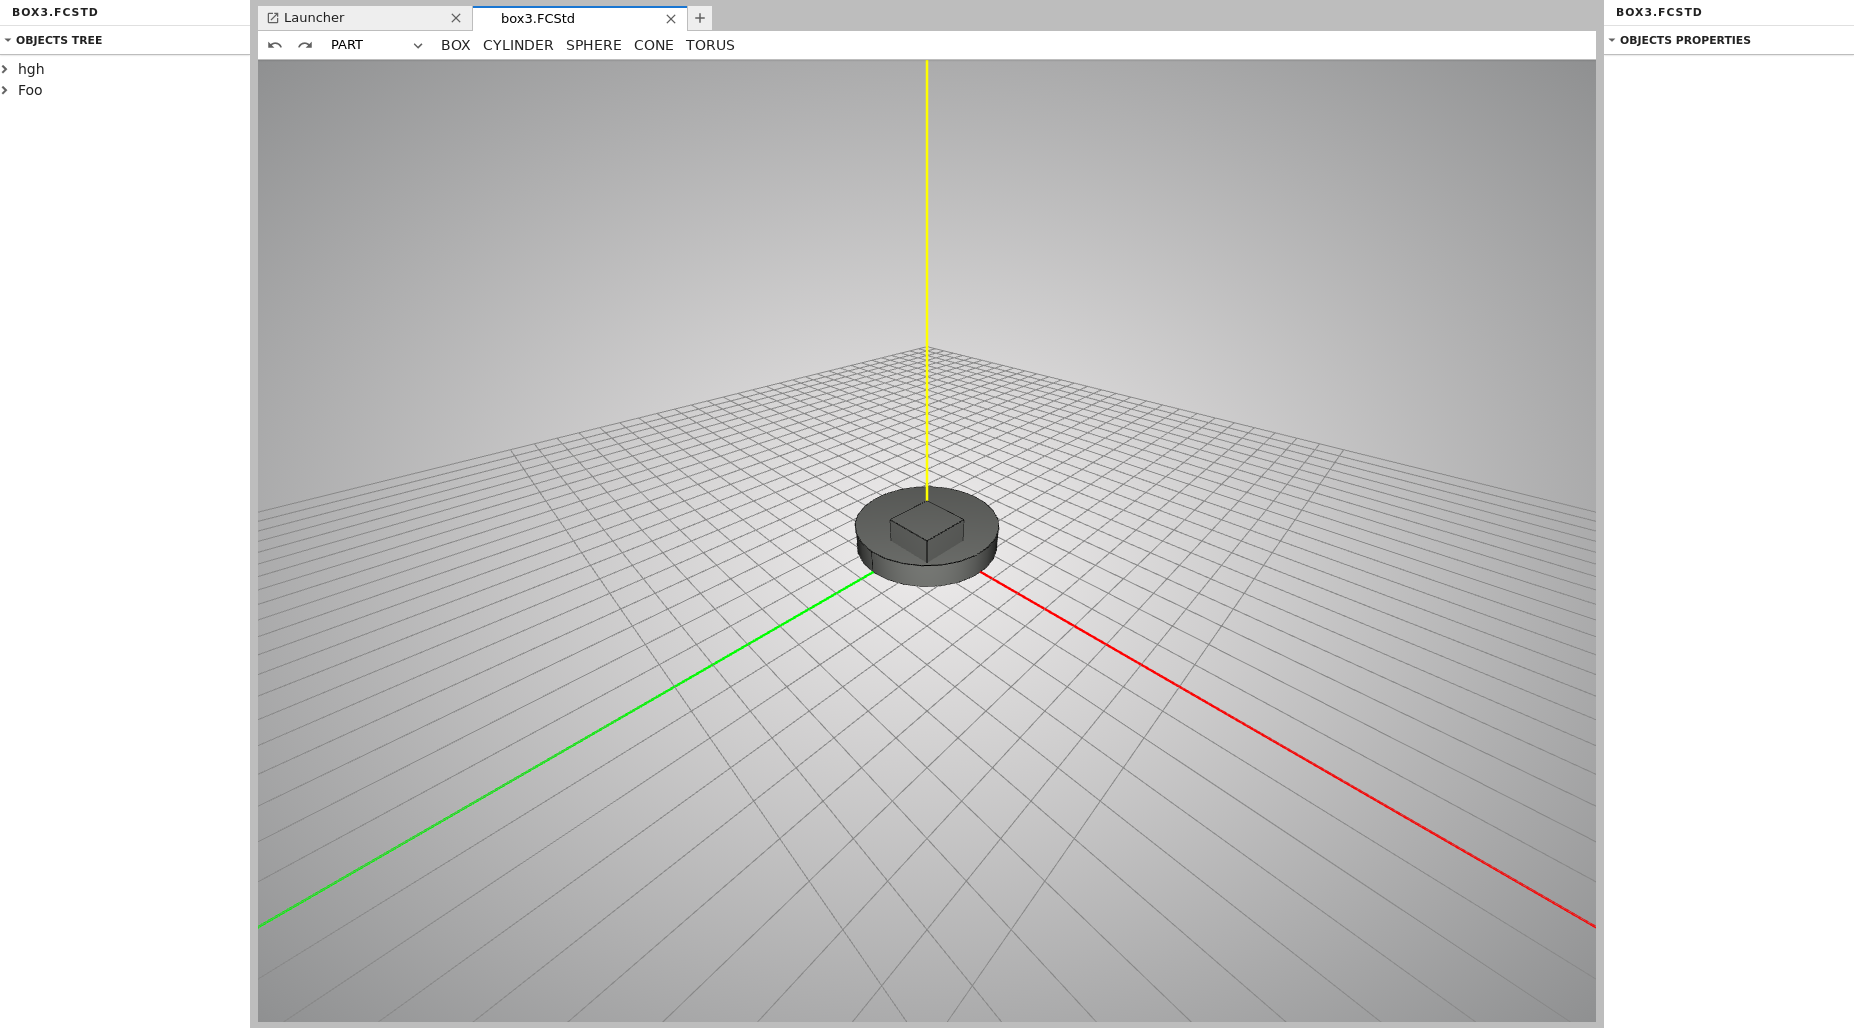 BOX3.FCSTD
OBJECTS TREE
hgh
Foo
Launcher
box3.FCStd
PART
BOX CYLINDER SPHERE CONE TORUS
BOX3.FCSTD
OBJECTS PROPERTIES